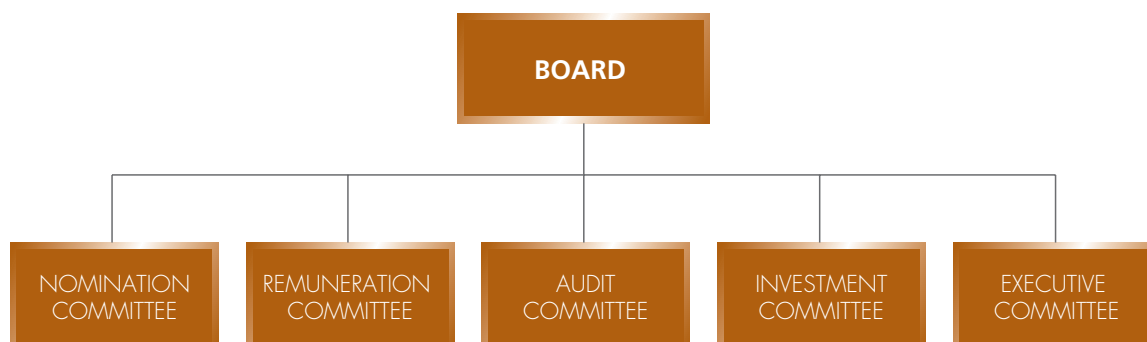 BOARD
NOMINATION
COMMITTEE
REMUNERATION
COMMITTEE
AUDIT
COMMITTEE
INVESTMENT
COMMITTEE
EXECUTIVE
COMMITTEE